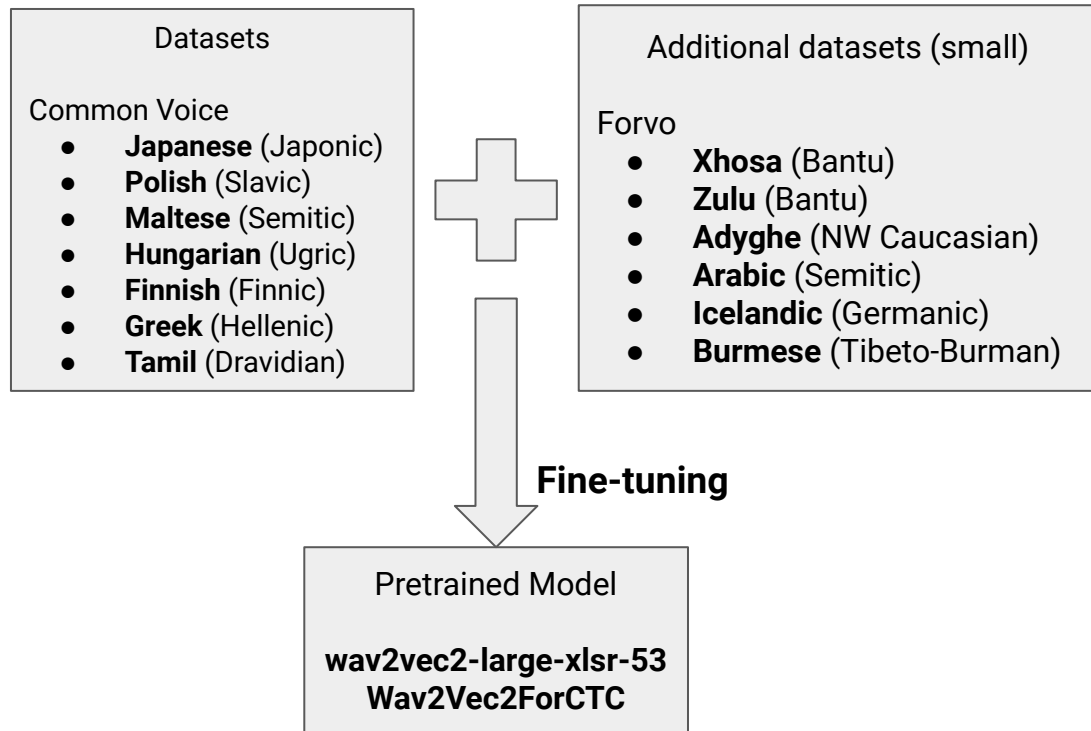 Datasets
Common Voice
● Japanese (Japonic)
● Polish (Slavic)
● Maltese (Semitic)
● Hungarian (Ugric)
● Finnish (Finnic)
● Greek (Hellenic)
● Tamil (Dravidian)
Additional datasets (small)
Forvo
● Xhosa (Bantu)
● Zulu (Bantu)
● Adyghe (NW Caucasian)
● Arabic (Semitic)
● Icelandic (Germanic)
● Burmese (Tibeto-Burman)
Fine-tuning
Pretrained Model
wav2vec2-large-xlsr-53
Wav2Vec2ForCTC